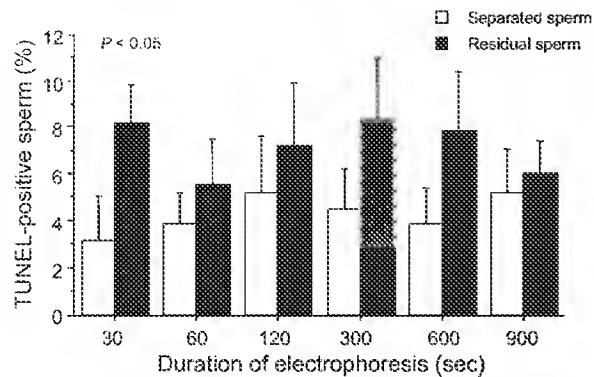 Separated sperm
Residual sperm
P < 0.05
12
10
8
6
4
2
0
TUNEL-positive sperm (%)
30 60 120 300 600 900
Duration of electrophoresis (sec)